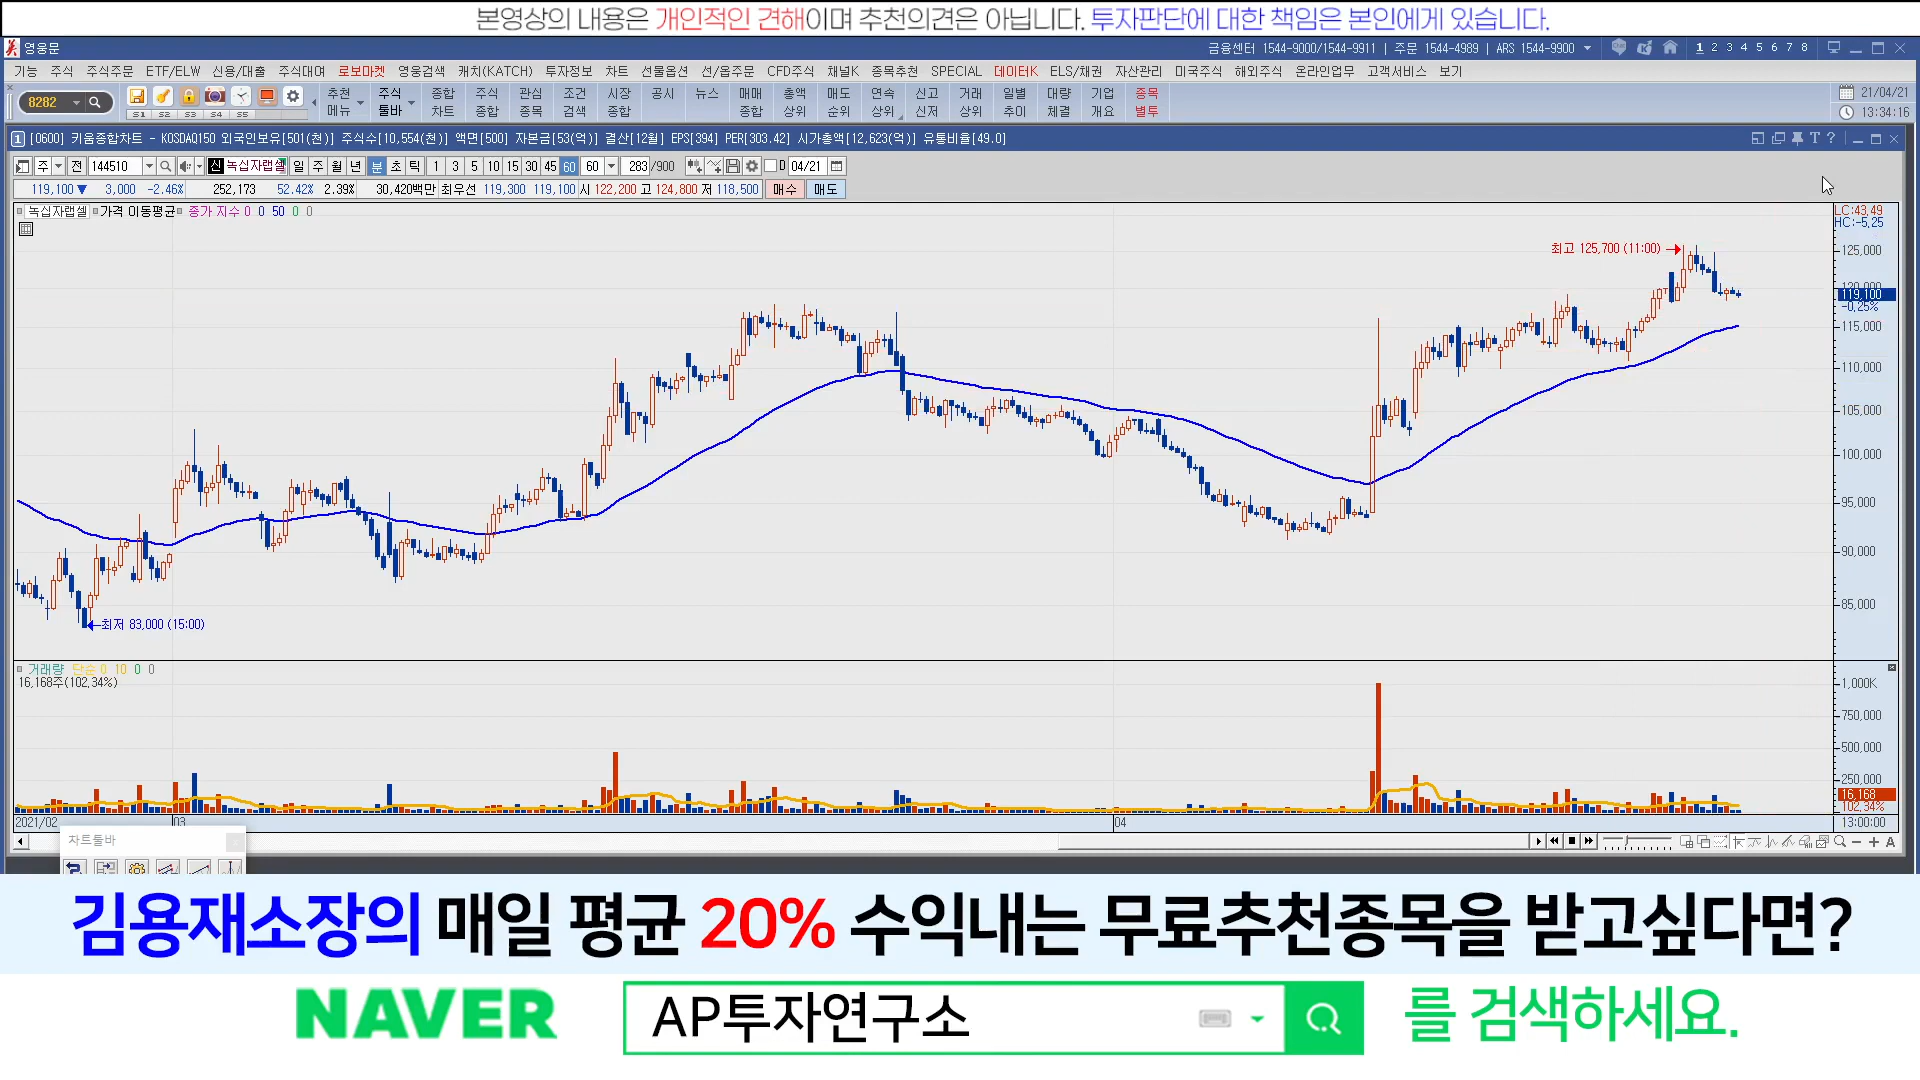 본영상의 내용은 개인적인 견해이며 추천의견은 아닙니다. 투자판단에 대한 책임은 본인에게 있습니다.
영웅문
금융센터 1544-9000/1544-9911 | 주문 1544-4989 | ARS 1544-9900
1 2 3 4 5 6 7 8
기능 주식 주식주문 ETF/ELW 신용/대출 주식대여 로보마켓 영웅검색 캐치(KATCH) 투자정보 차트 선물옵션 선/옵주문 CFD주식 채널K 종목추천 SPECIAL 데이터K ELS/채권 자산관리 미국주식 해외주식 온라인업무 고객서비스 보기
8282
S1 S2 S3 S4 S5
추천 주식 종합 주식 관심 조건 시장 공시 뉴스 매매 총액 매도 연속 신고 거래 일별 대량 기업 종목
메뉴 툴바 차트 종합 종목 검색 종합 종합 상위 순위 상위 신저 상위 추이 체결 개요 별투
21/04/21
13:34:16
1 [0600] 키움종합차트 - KOSDAQ150 외국인보유[501(천)] 주식수[10,554(천)] 액면[500] 자본금[53(억)] 결산[12월] EPS[394] PER[303.42] 시가총액[12,623(억)] 유통비율[49.0]
주 전 144510 신 녹십자랩셀 일 주 월 년 분 초 틱 1 3 5 10 15 30 45 60 60 283 /900 D 04/21
119,100 ▼ 3,000 -2.46% 252,173 52.42% 2.39% 30,420백만 최우선 119,300 119,100 시 122,200 고 124,800 저 118,500 매수 매도
녹십자랩셀 가격 이동평균 종가 지수 0 0 50 0 0
LC:43.49
HC:-5.25
최고 125,700 (11:00)
125,000
120,000
119,100
-0.25%
115,000
110,000
105,000
100,000
95,000
90,000
85,000
최저 83,000 (15:00)
거래량 단순 0 10 0 0
16,168주(102.34%)
1,000K
750,000
500,000
250,000
16,168
102.34%
2021/02 03 04 13:00:00
차트툴바
A
김용재소장의 매일 평균 20% 수익내는 무료추천종목을 받고싶다면?
NAVER AP투자연구소 를 검색하세요.